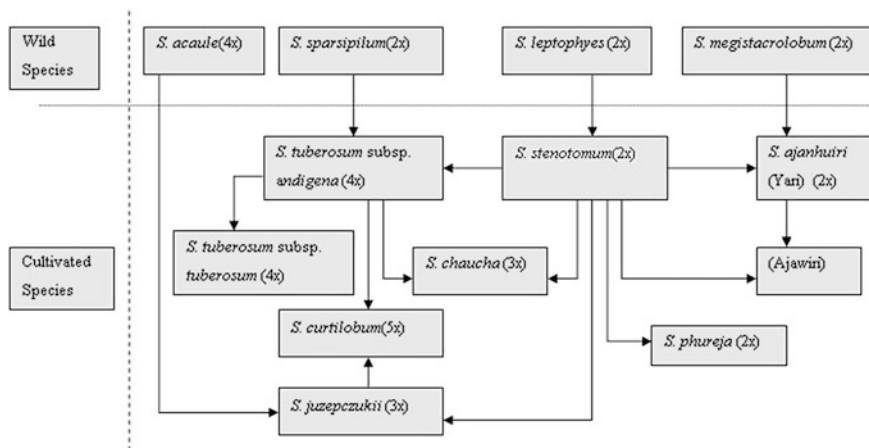 Wild
Species
S. acaule(4x)
S. sparsipilum(2x)
S. leptophyes (2x)
S. megistacrolobum (2x)
Cultivated
Species
S. tuberosum subsp.
andigena (4x)
S. stenotomum(2x)
S. ajanhuiri
(Yari) (2x)
S. tuberosum subsp.
tuberosum (4x)
S. chaucha (3x)
(Ajawiri)
S. curtilobum(5x)
S. phureja (2x)
S. juzepczukii (3x)